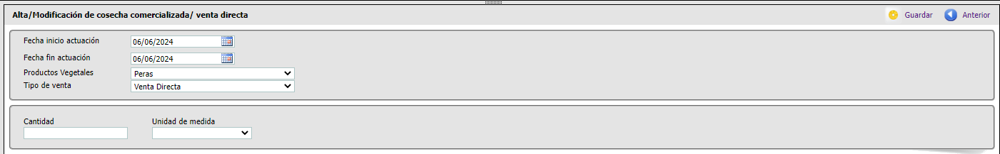 Alta/Modificación de cosecha comercializada/ venta directa Guardar Anterior
Fecha inicio actuación 06/06/2024
Fecha fin actuación 06/06/2024
Productos Vegetales Peras
Tipo de venta Venta Directa
Cantidad Unidad de medida